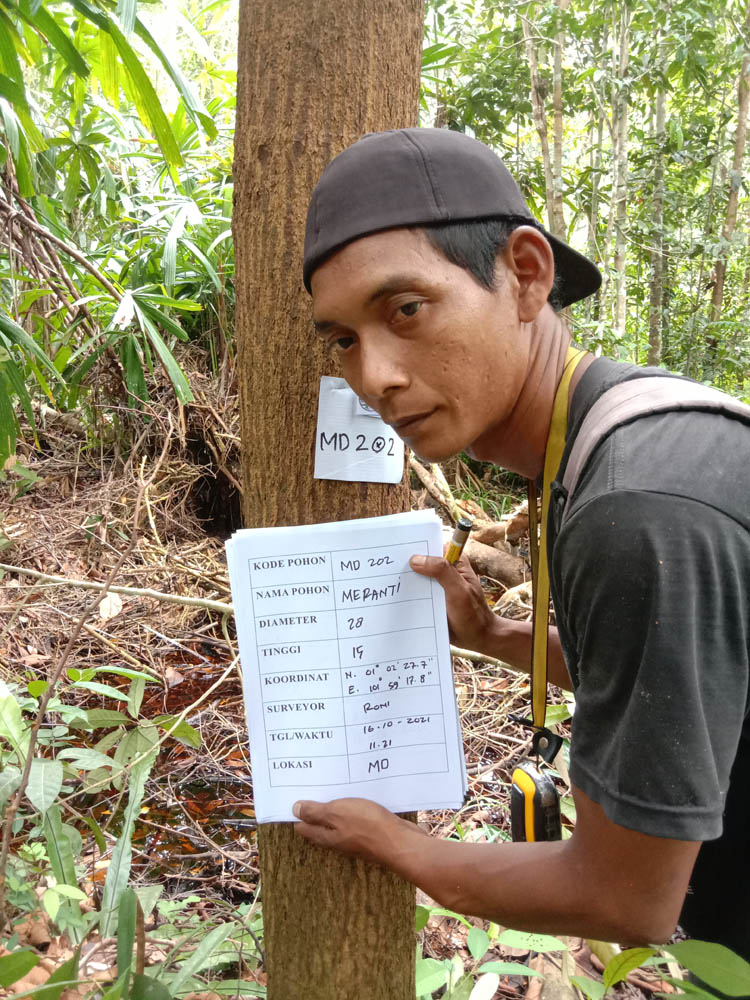 MD 202
KODE POHON MD 202
NAMA POHON MERANTI
DIAMETER 28
TINGGI 15
KOORDINAT N. 01° 02' 27.7"
E. 101° 59' 17.8"
SURVEYOR RONI
TGL/WAKTU 16-10-2021
11.21
LOKASI MD